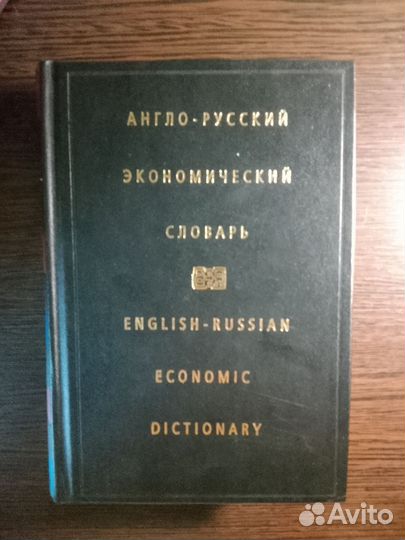 АНГЛО-РУССКИЙ
ЭКОНОМИЧЕСКИЙ
СЛОВАРЬ
ENGLISH-RUSSIAN
ECONOMIC
DICTIONARY
Avito